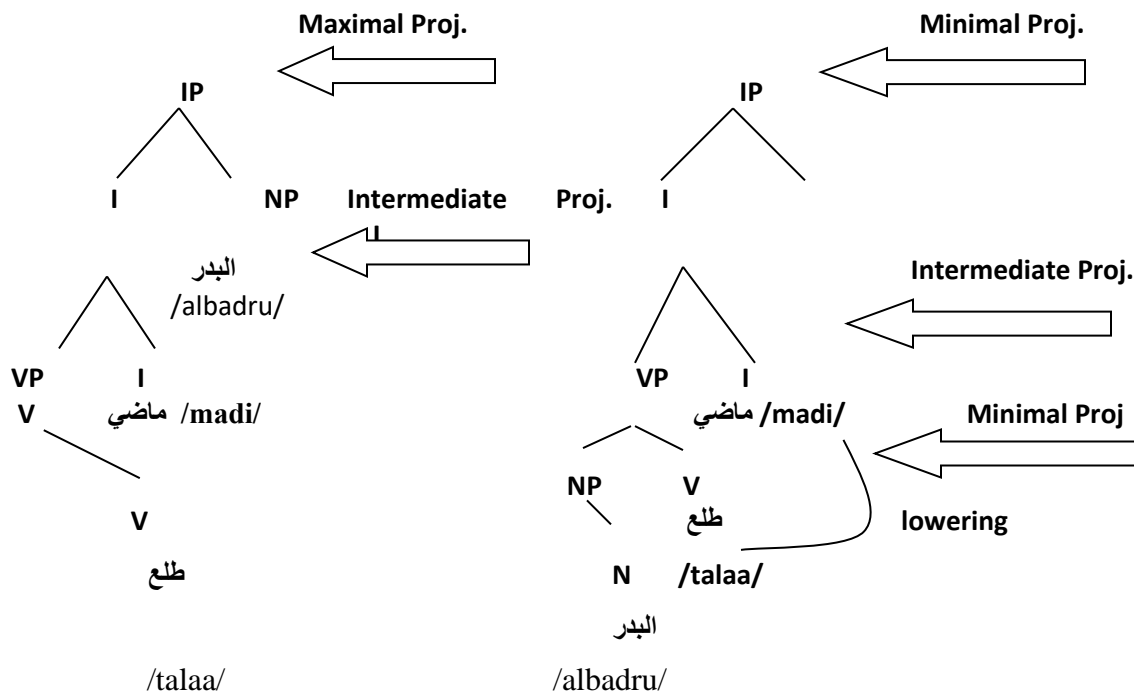 Maximal Proj. Minimal Proj.
IP IP
I NP Intermediate Proj. I
I
البدر
/albadru/ Intermediate Proj.
VP I VP I
V ماضي /madi/ ماضي /madi/ Minimal Proj
NP V
V طلع lowering
طلع N /talaa/
البدر
/talaa/ /albadru/